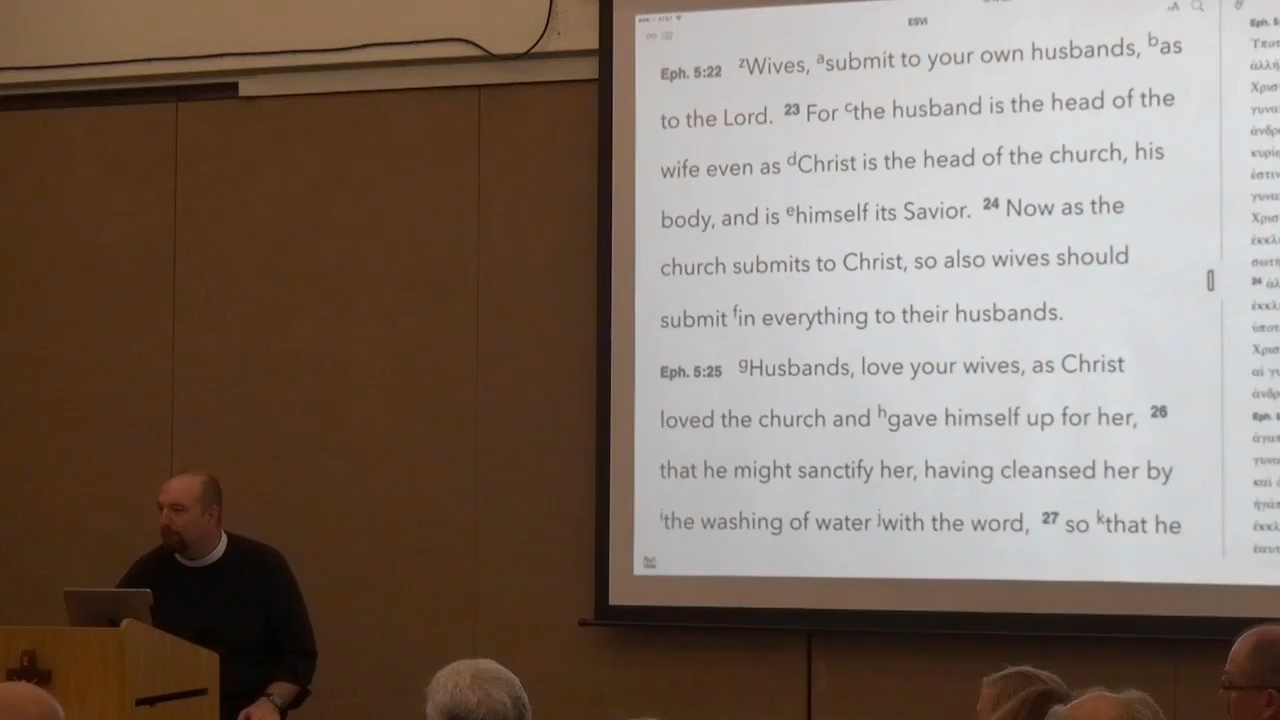 ESVi
Eph. 5:22 zWives, asubmit to your own husbands, bas
to the Lord. 23 For cthe husband is the head of the
wife even as dChrist is the head of the church, his
body, and is ehimself its Savior. 24 Now as the
church submits to Christ, so also wives should
submit fin everything to their husbands.
Eph. 5:25 gHusbands, love your wives, as Christ
loved the church and hgave himself up for her, 26
that he might sanctify her, having cleansed her by
ithe washing of water jwith the word, 27 so kthat he